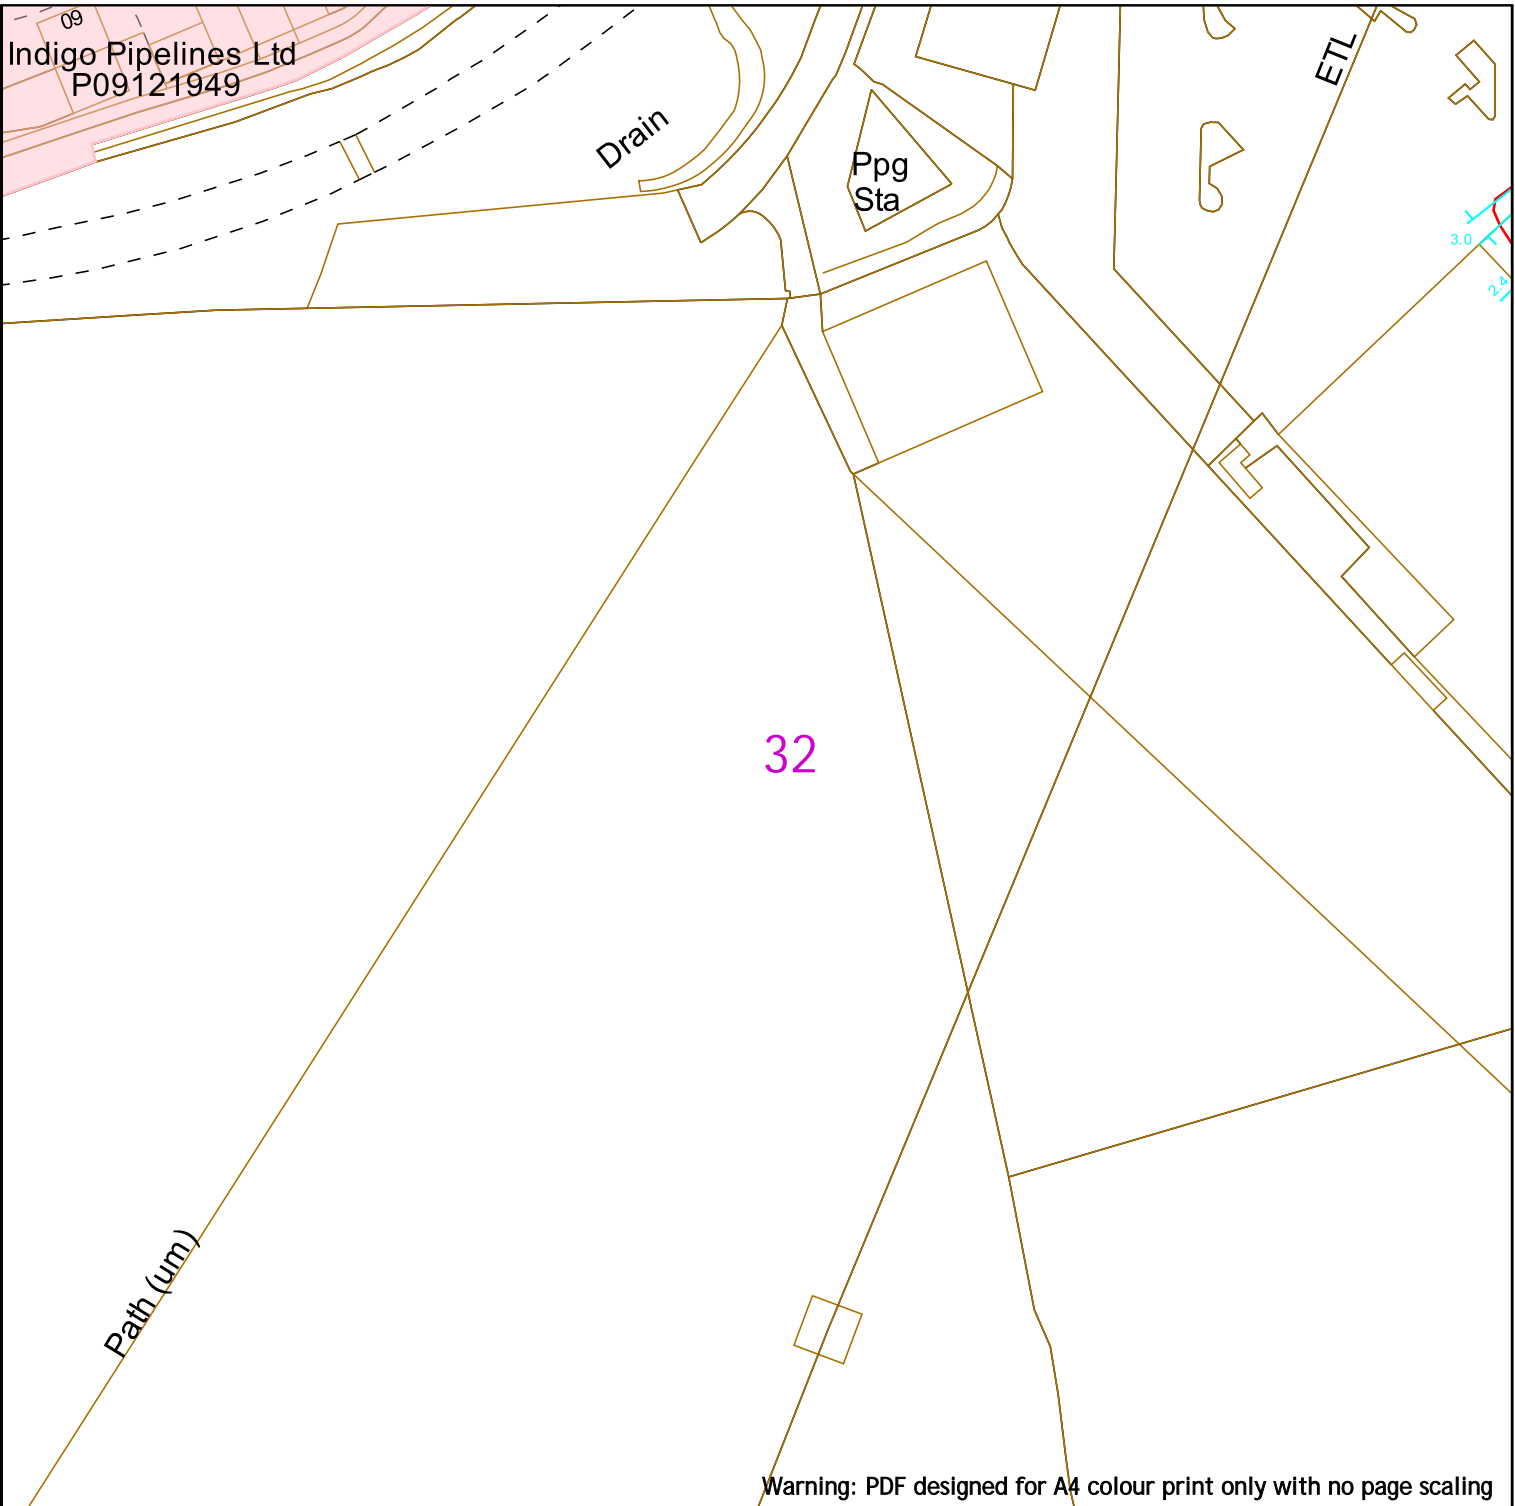 09
Indigo Pipelines Ltd
P09121949
ETL
Drain
Ppg
Sta
3.0
2.4
32
Path (um)
Warning: PDF designed for A4 colour print only with no page scaling